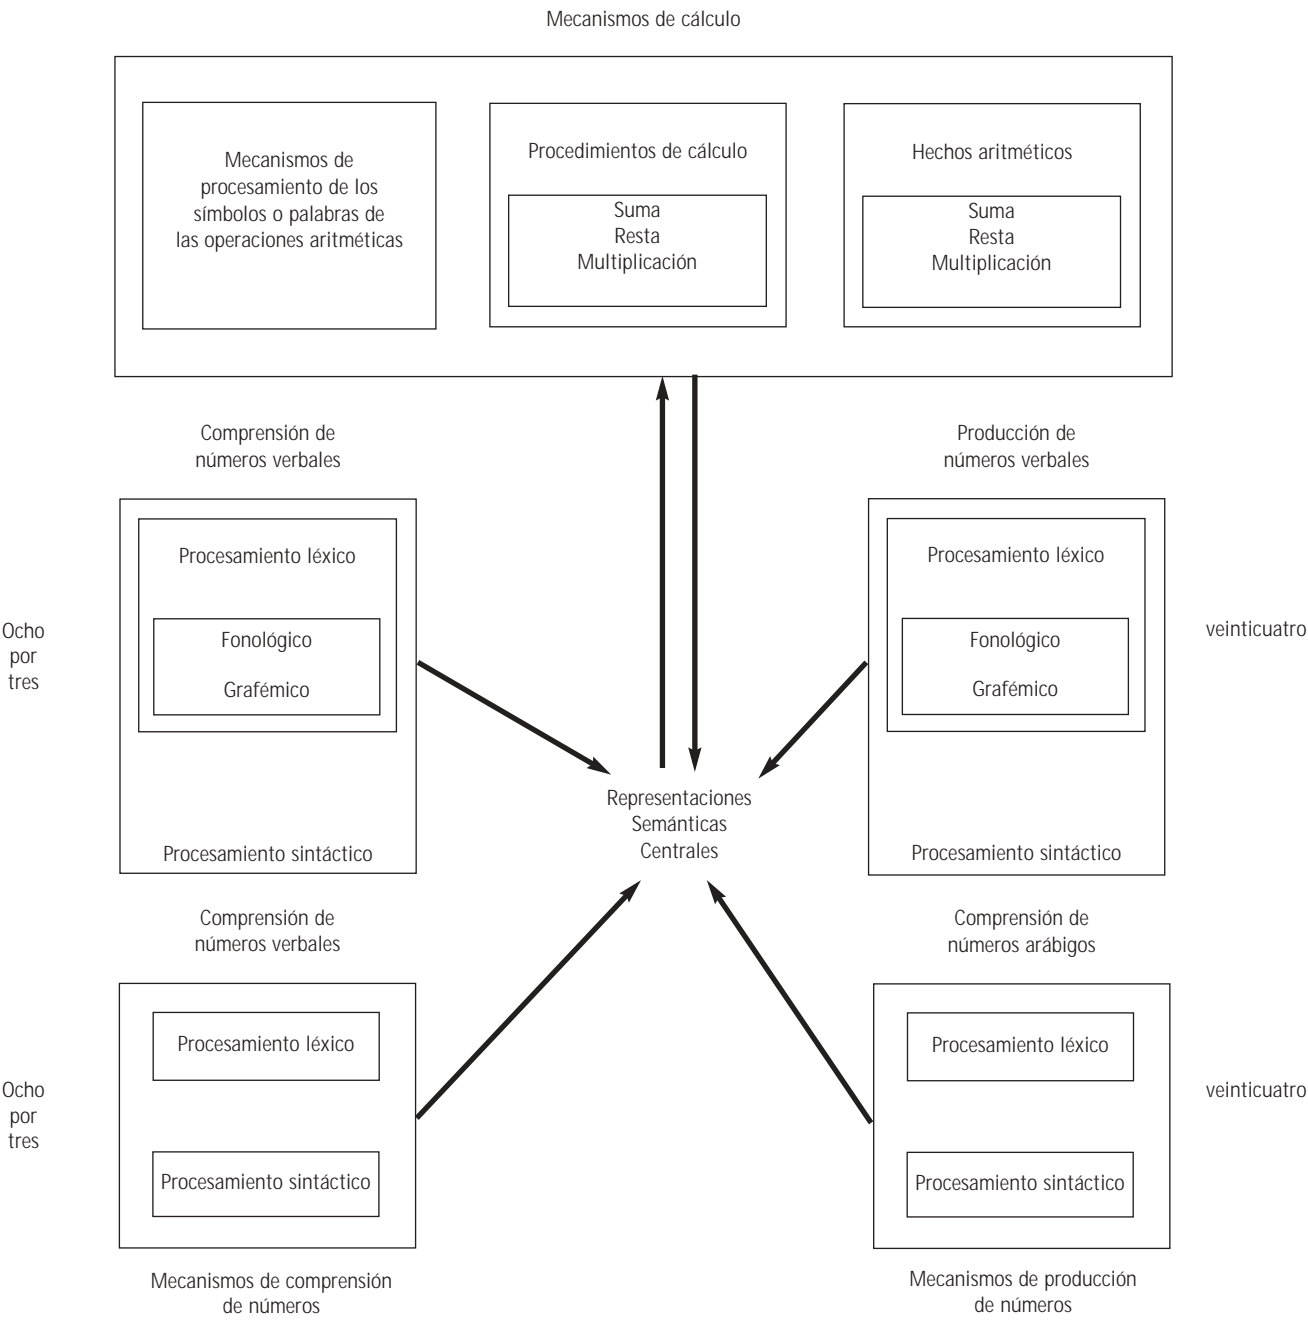 Mecanismos de cálculo
Mecanismos de
procesamiento de los
símbolos o palabras de
las operaciones aritméticas
Procedimientos de cálculo
Suma
Resta
Multiplicación
Hechos aritméticos
Suma
Resta
Multiplicación
Comprensión de
números verbales
Producción de
números verbales
Ocho
por
tres
Procesamiento léxico
Fonológico
Grafémico
Procesamiento sintáctico
Representaciones
Semánticas
Centrales
Procesamiento léxico
Fonológico
Grafémico
Procesamiento sintáctico
veinticuatro
Comprensión de
números verbales
Comprensión de
números arábigos
Ocho
por
tres
Procesamiento léxico
Procesamiento sintáctico
Procesamiento léxico
Procesamiento sintáctico
veinticuatro
Mecanismos de comprensión
de números
Mecanismos de producción
de números